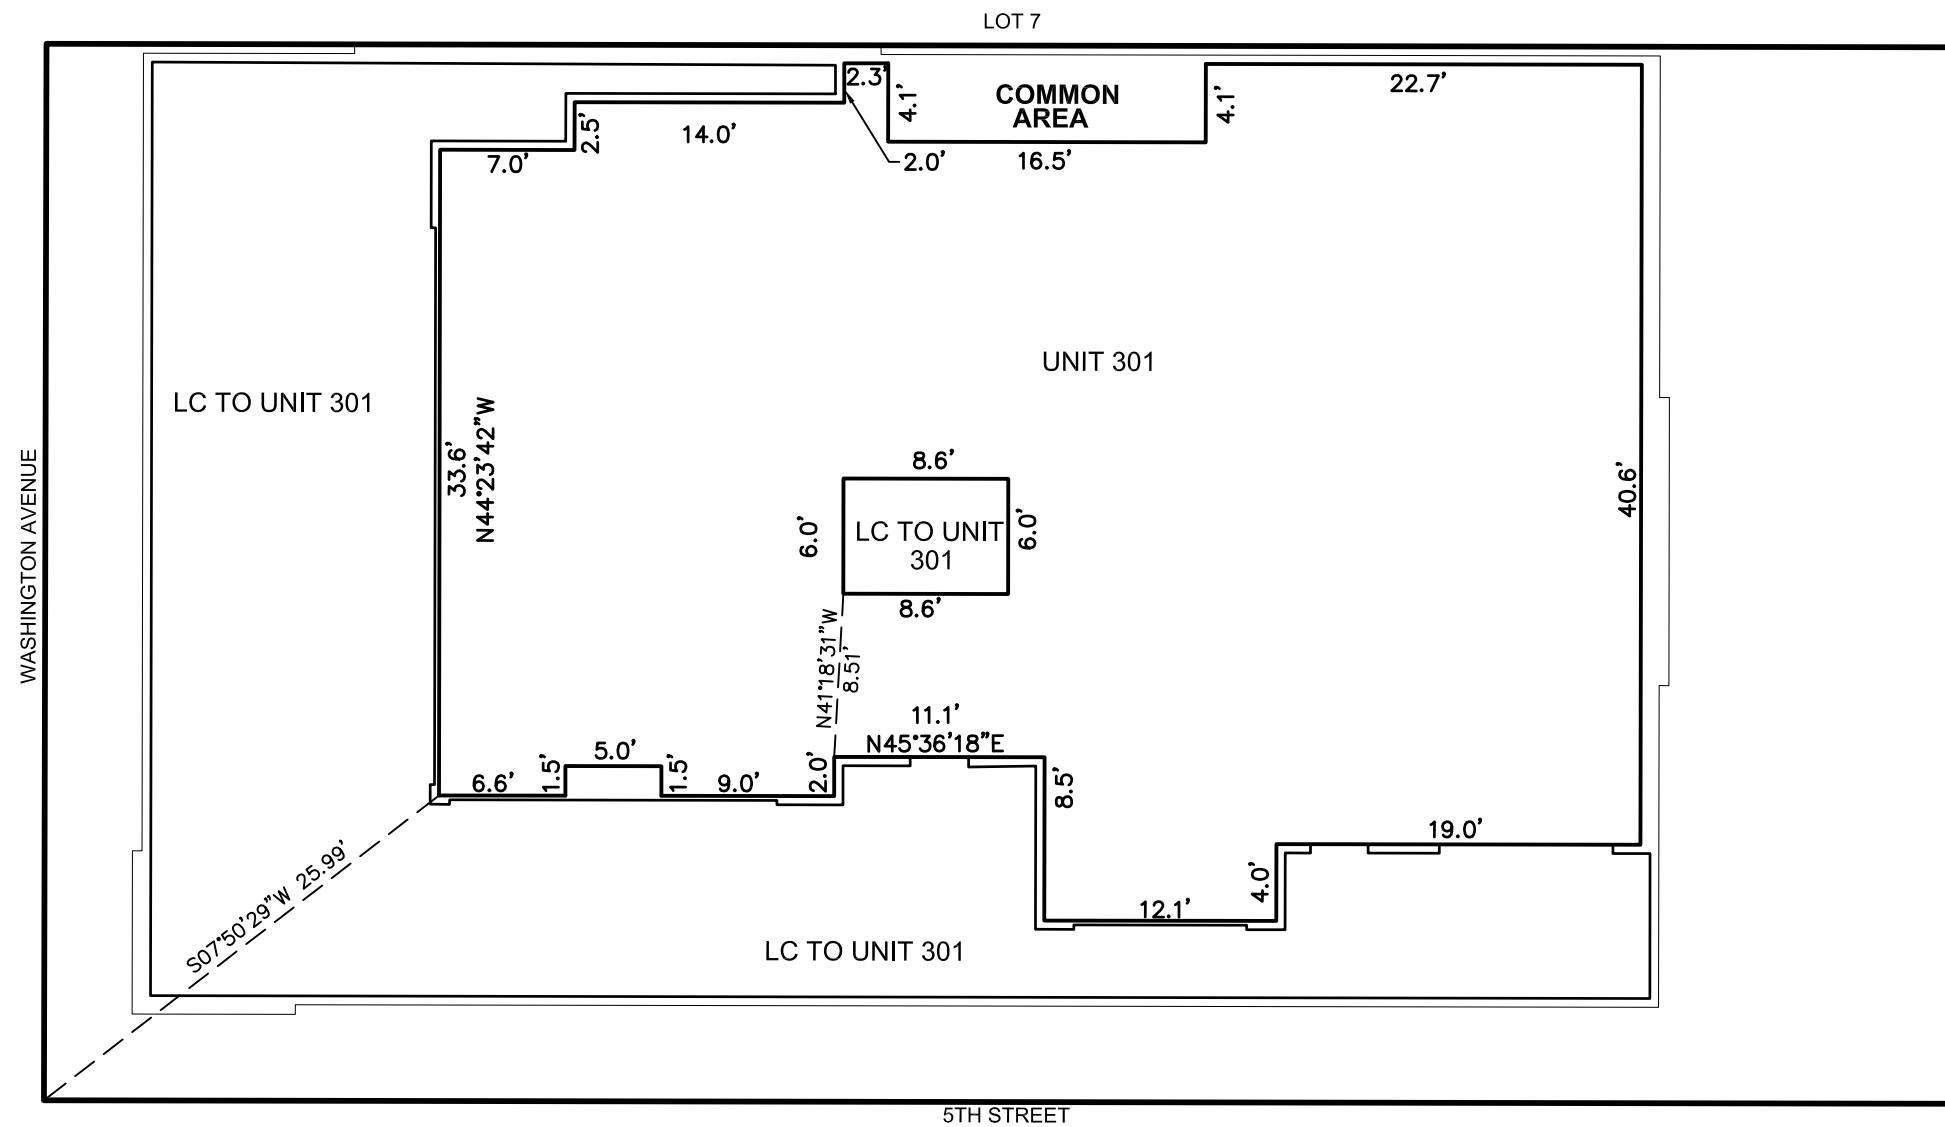 LOT 7
2.3'
4.1'
COMMON
AREA
4.1'
22.7'
2.5'
14.0'
7.0'
2.0'
16.5'
UNIT 301
LC TO UNIT 301
WASHINGTON AVENUE
33.6'
N44°23'42"W
8.6'
6.0'
LC TO UNIT
301
6.0'
40.6'
8.6'
N41°18'31"W
8.51'
11.1'
N45°36'18"E
5.0'
6.6'
1.5'
1.5'
9.0'
2.0'
8.5'
19.0'
S07°50'29"W 25.99'
4.0'
12.1'
LC TO UNIT 301
5TH STREET